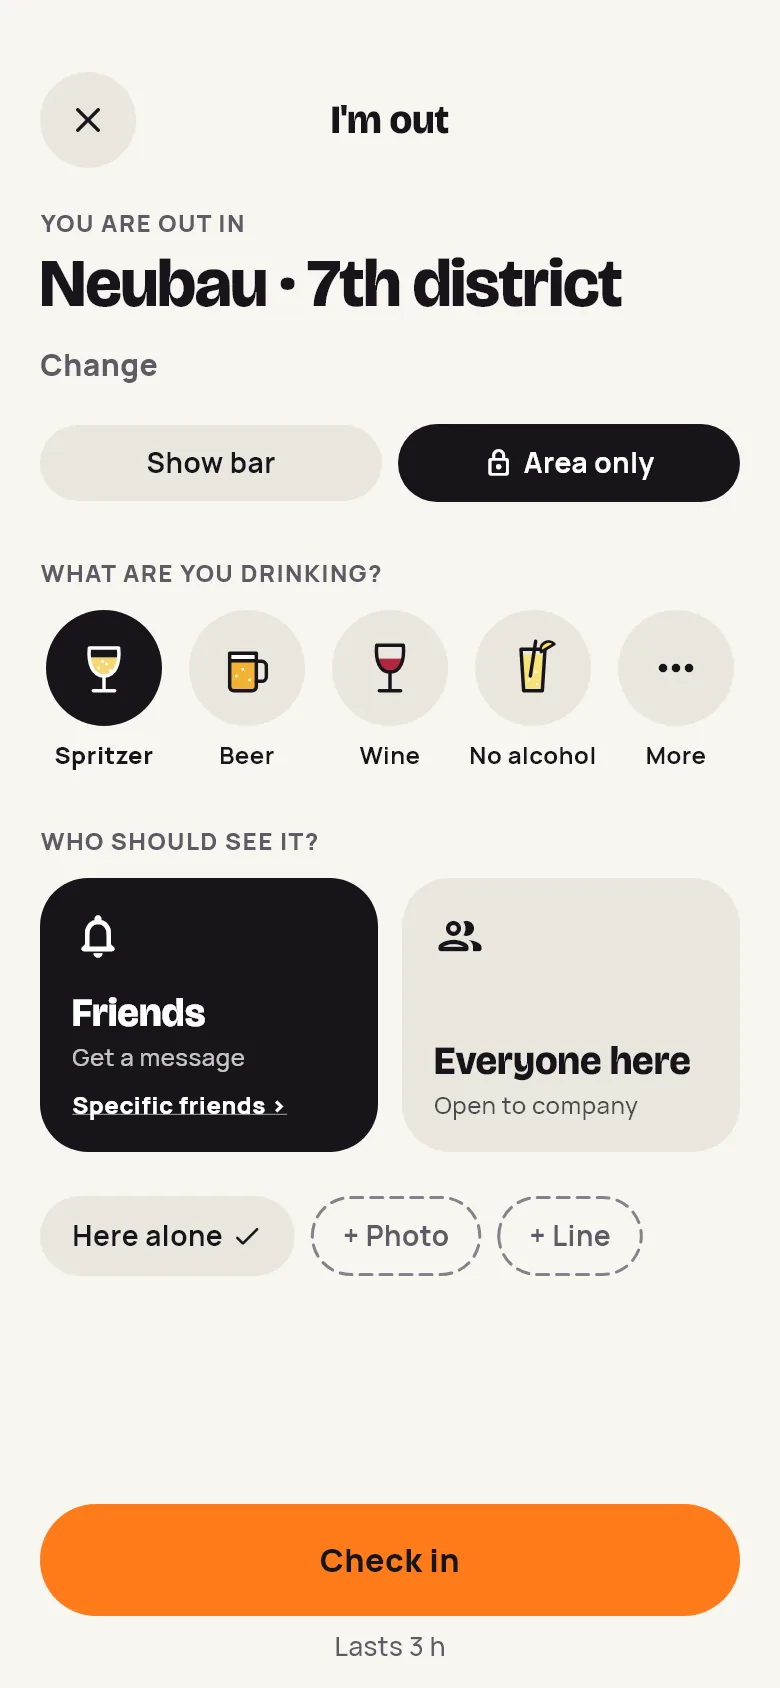 I'm out
YOU ARE OUT IN
Neubau · 7th district
Change
Show bar
Area only
WHAT ARE YOU DRINKING?
Spritzer
Beer
Wine
No alcohol
More
WHO SHOULD SEE IT?
Friends
Get a message
Specific friends ›
Everyone here
Open to company
Here alone ✓
+ Photo
+ Line
Check in
Lasts 3 h